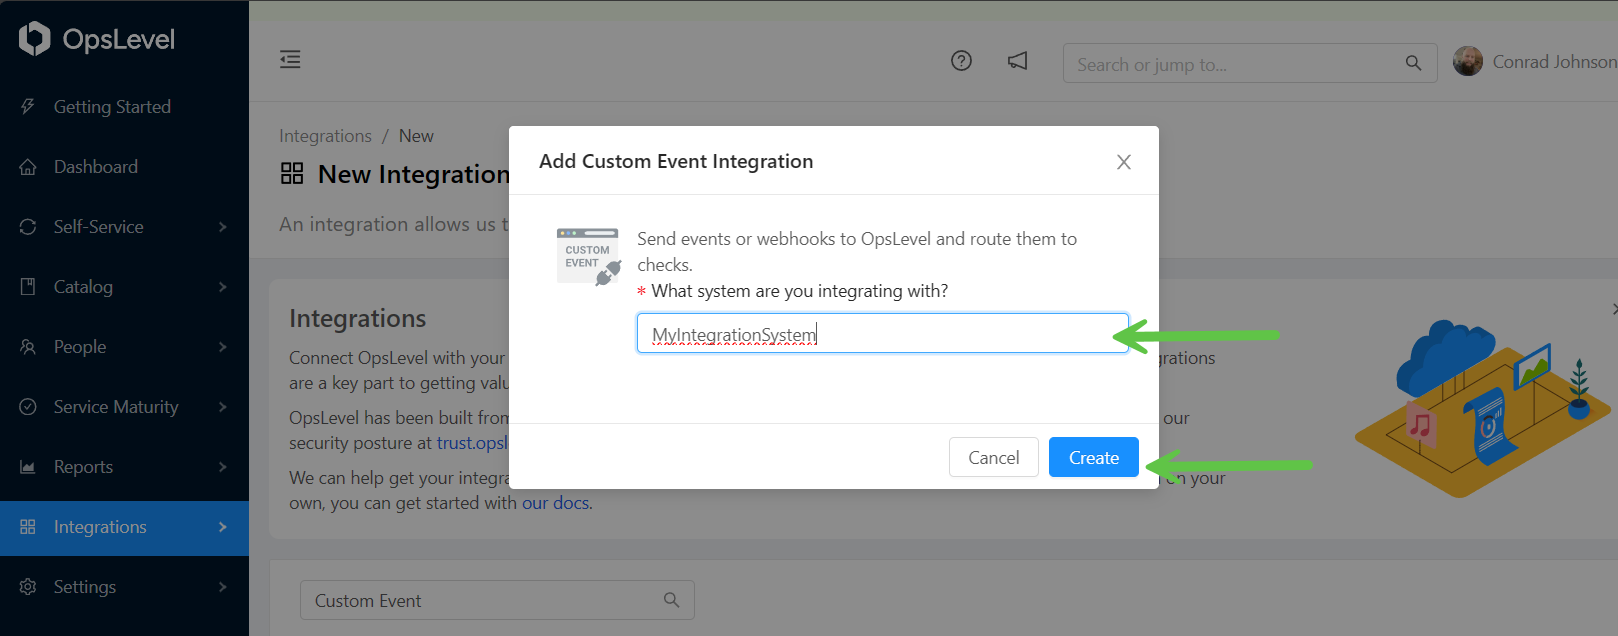 OpsLevel
Getting Started
Dashboard
Self-Service
Catalog
People
Service Maturity
Reports
Integrations
Settings
Search or jump to...
Conrad Johnson
Integrations / New
New Integration
An integration allows us t
Integrations
Connect OpsLevel with your
grations
are a key part to getting valu
OpsLevel has been built from
our
security posture at trust.opsl
We can help get your integra
on your
own, you can get started with our docs.
Custom Event
Add Custom Event Integration
CUSTOM
EVENT
Send events or webhooks to OpsLevel and route them to
checks.
* What system are you integrating with?
MyIntegrationSystem
Cancel
Create